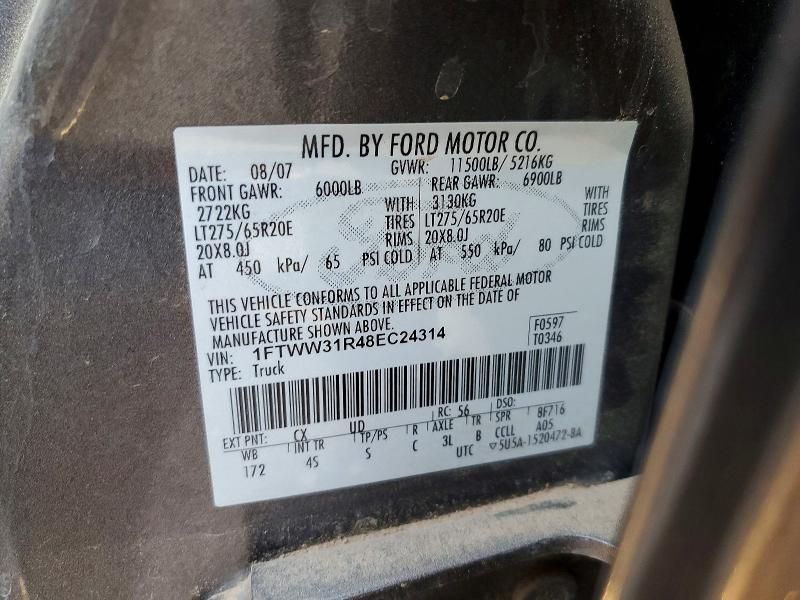 MFD. BY FORD MOTOR CO.
DATE: 08/07 GVWR: 11500LB/ 5216KG
FRONT GAWR: 6000LB REAR GAWR: 6900LB
2722KG WITH 3130KG WITH
LT275/65R20E TIRES LT275/65R20E TIRES
20X8.0J RIMS 20X8.0J RIMS
AT 450 kPa/ 65 PSI COLD AT 550 kPa/ 80 PSI COLD
THIS VEHICLE CONFORMS TO ALL APPLICABLE FEDERAL MOTOR
VEHICLE SAFETY STANDARDS IN EFFECT ON THE DATE OF
MANUFACTURE SHOWN ABOVE.
F0597
VIN: 1FTWW31R48EC24314
T0346
TYPE: Truck
EXT PNT: CX UD RC: 56 DSO:
WB INT TR TP/PS R AXLE TR SPR 8F716
172 4S S C 3L B CCLL A05
UTC ▽5U5A-1520472-BA
Ford